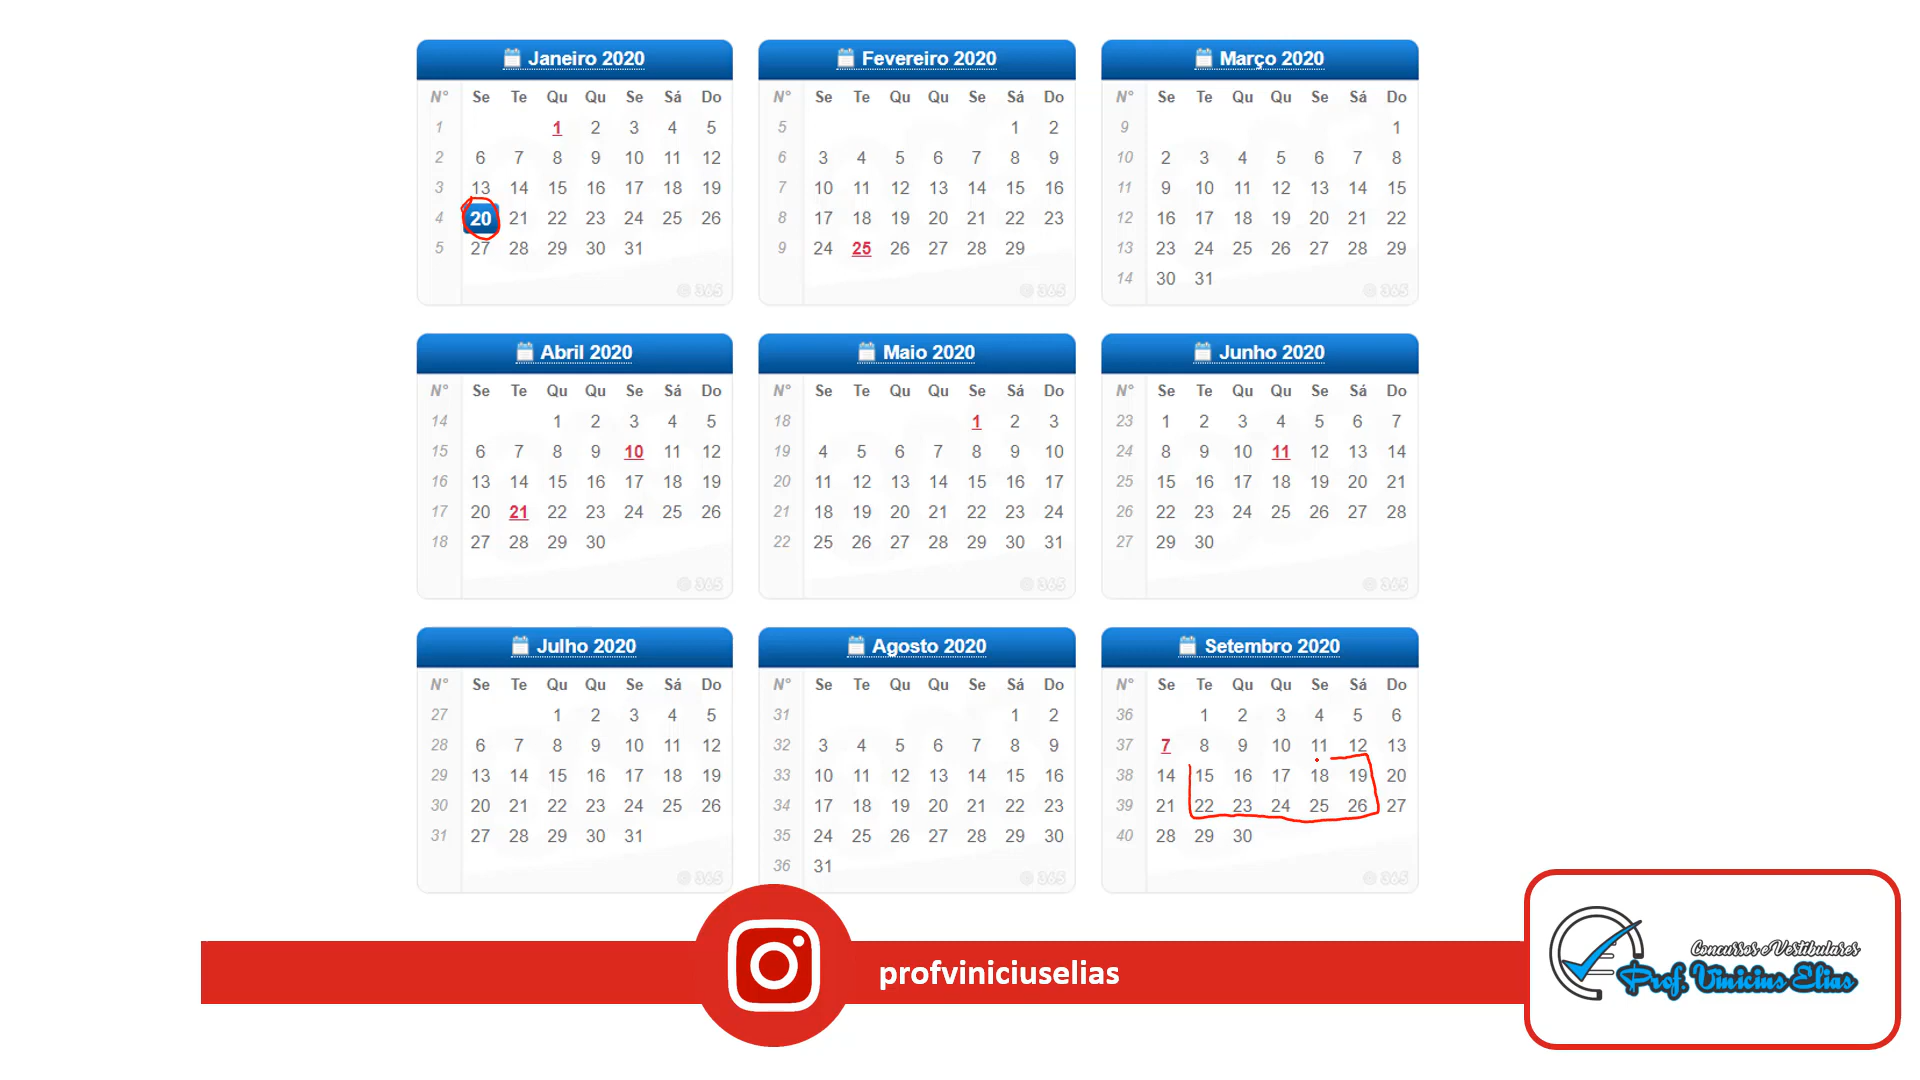 Janeiro 2020
N° Se Te Qu Qu Se Sá Do
1 1 2 3 4 5
2 6 7 8 9 10 11 12
3 13 14 15 16 17 18 19
4 20 21 22 23 24 25 26
5 27 28 29 30 31
© 365
Fevereiro 2020
N° Se Te Qu Qu Se Sá Do
5 1 2
6 3 4 5 6 7 8 9
7 10 11 12 13 14 15 16
8 17 18 19 20 21 22 23
9 24 25 26 27 28 29
© 365
Março 2020
N° Se Te Qu Qu Se Sá Do
9 1
10 2 3 4 5 6 7 8
11 9 10 11 12 13 14 15
12 16 17 18 19 20 21 22
13 23 24 25 26 27 28 29
14 30 31
© 365
Abril 2020
N° Se Te Qu Qu Se Sá Do
14 1 2 3 4 5
15 6 7 8 9 10 11 12
16 13 14 15 16 17 18 19
17 20 21 22 23 24 25 26
18 27 28 29 30
© 365
Maio 2020
N° Se Te Qu Qu Se Sá Do
18 1 2 3
19 4 5 6 7 8 9 10
20 11 12 13 14 15 16 17
21 18 19 20 21 22 23 24
22 25 26 27 28 29 30 31
© 365
Junho 2020
N° Se Te Qu Qu Se Sá Do
23 1 2 3 4 5 6 7
24 8 9 10 11 12 13 14
25 15 16 17 18 19 20 21
26 22 23 24 25 26 27 28
27 29 30
© 365
Julho 2020
N° Se Te Qu Qu Se Sá Do
27 1 2 3 4 5
28 6 7 8 9 10 11 12
29 13 14 15 16 17 18 19
30 20 21 22 23 24 25 26
31 27 28 29 30 31
© 365
Agosto 2020
N° Se Te Qu Qu Se Sá Do
31 1 2
32 3 4 5 6 7 8 9
33 10 11 12 13 14 15 16
34 17 18 19 20 21 22 23
35 24 25 26 27 28 29 30
36 31
© 365
Setembro 2020
N° Se Te Qu Qu Se Sá Do
36 1 2 3 4 5 6
37 7 8 9 10 11 12 13
38 14 15 16 17 18 19 20
39 21 22 23 24 25 26 27
40 28 29 30
© 365
profviniciuselias
Concursos e Vestibulares
Prof. Vinicius Elias